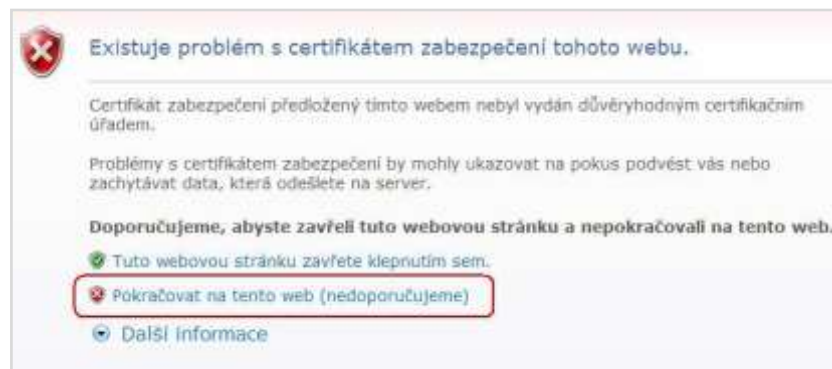 Existuje problém s certifikátem zabezpečení tohoto webu.
Certifikát zabezpečení předložený tímto webem nebyl vydán důvěryhodným certifikačním
úřadem.
Problémy s certifikátem zabezpečení by mohly ukazovat na pokus podvést vás nebo
zachytávat data, která odešlete na server.
Doporučujeme, abyste zavřeli tuto webovou stránku a nepokračovali na tento web.
Tuto webovou stránku zavřete klepnutím sem.
Pokračovat na tento web (nedoporučujeme)
Další informace